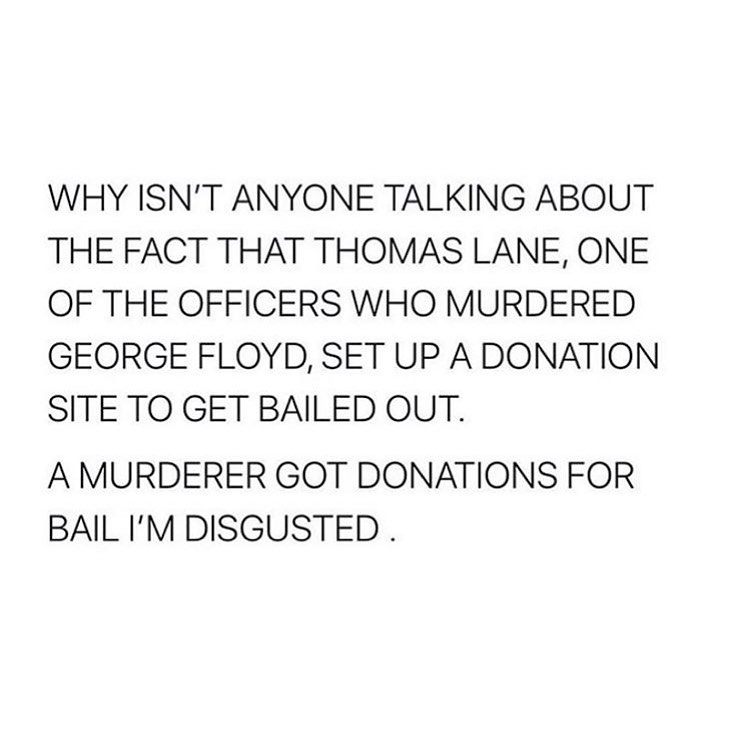 WHY ISN'T ANYONE TALKING ABOUT
THE FACT THAT THOMAS LANE, ONE
OF THE OFFICERS WHO MURDERED
GEORGE FLOYD, SET UP A DONATION
SITE TO GET BAILED OUT.
A MURDERER GOT DONATIONS FOR
BAIL I'M DISGUSTED .